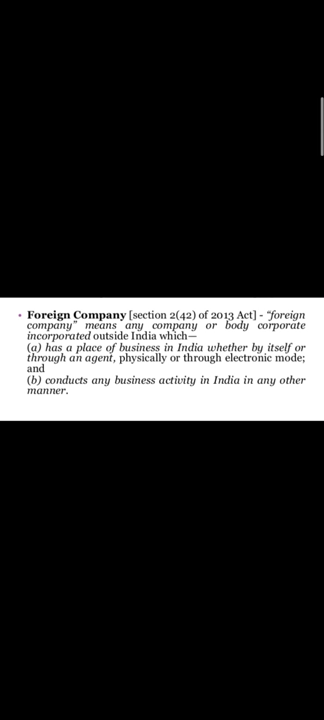 • Foreign Company [section 2(42) of 2013 Act] - “foreign
company” means any company or body corporate
incorporated outside India which—
(a) has a place of business in India whether by itself or
through an agent, physically or through electronic mode;
and
(b) conducts any business activity in India in any other
manner.